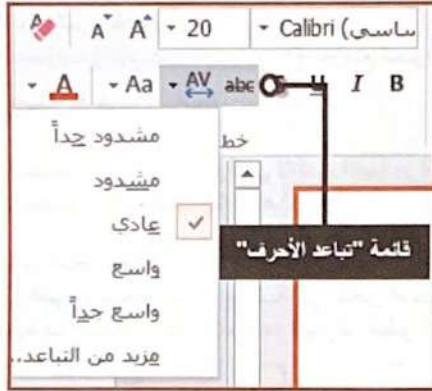 Calibri (ساسي 20 A A A
B I U S abc AV Aa A
خط
مشدود جداً
مشدود
عادي
واسع
واسع جداً
مزيد من التباعد..
قائمة "تباعد الأحرف"